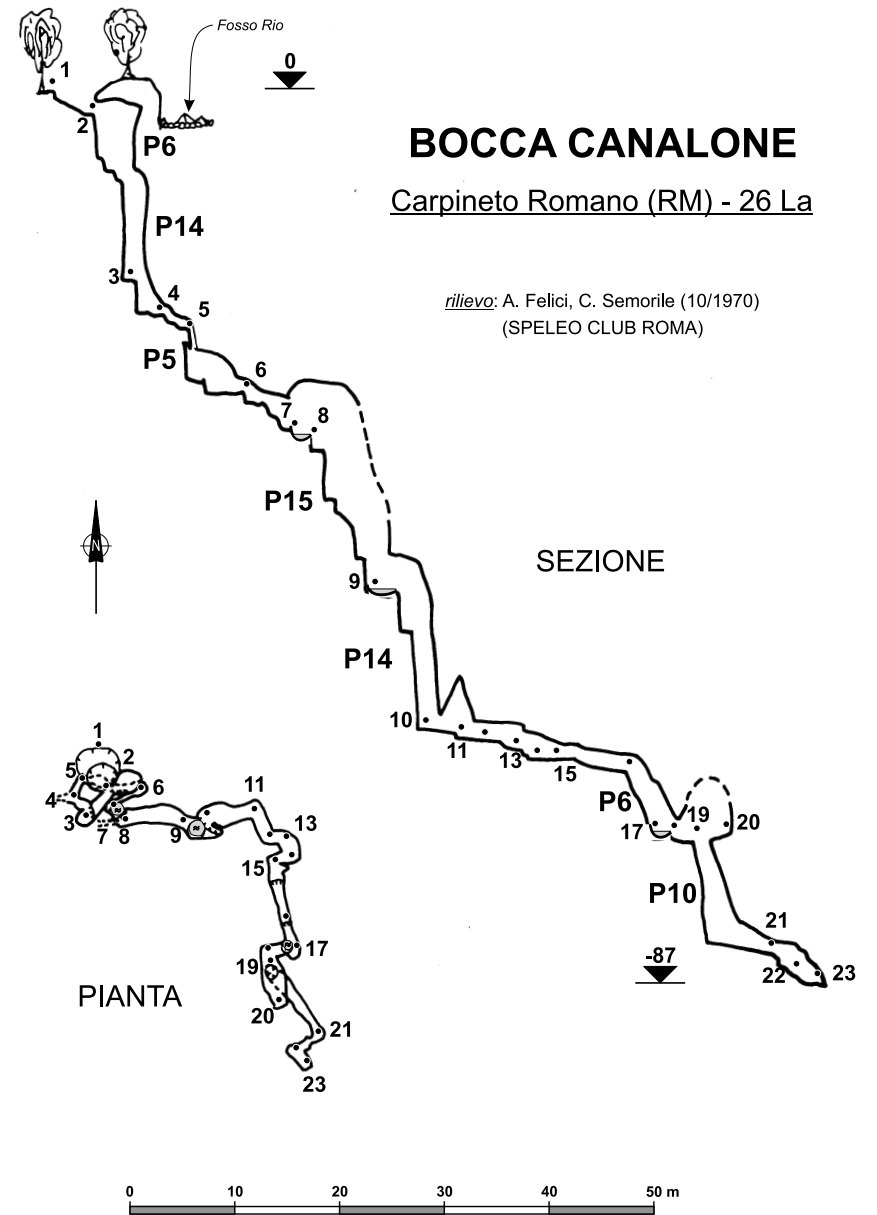 Fosso Rio
0
1
2
P6
BOCCA CANALONE
Carpineto Romano (RM) - 26 La
P14
3
4
5
rilievo: A. Felici, C. Semorile (10/1970)
(SPELEO CLUB ROMA)
P5
6
7
8
P15
N
SEZIONE
9
P14
10
11
13
15
P6
17
19
20
P10
21
22
23
-87
1
2
5
6
4
3
7
8
9
11
13
15
17
19
20
21
23
PIANTA
0 10 20 30 40 50 m